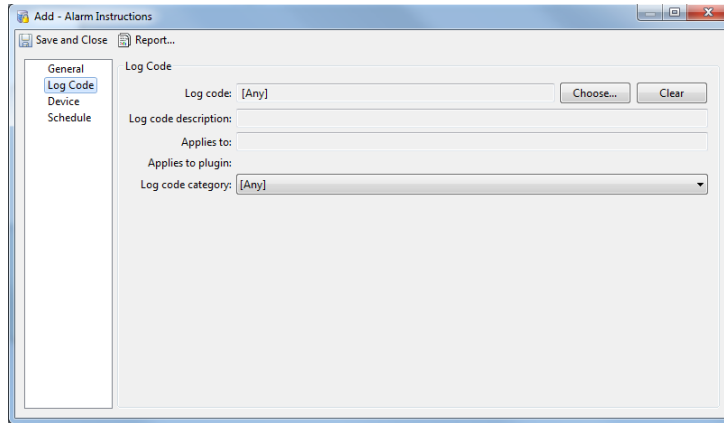 Add - Alarm Instructions
Save and Close Report...
General
Log Code
Device
Schedule
Log Code
Log code: [Any] Choose... Clear
Log code description:
Applies to:
Applies to plugin:
Log code category: [Any]